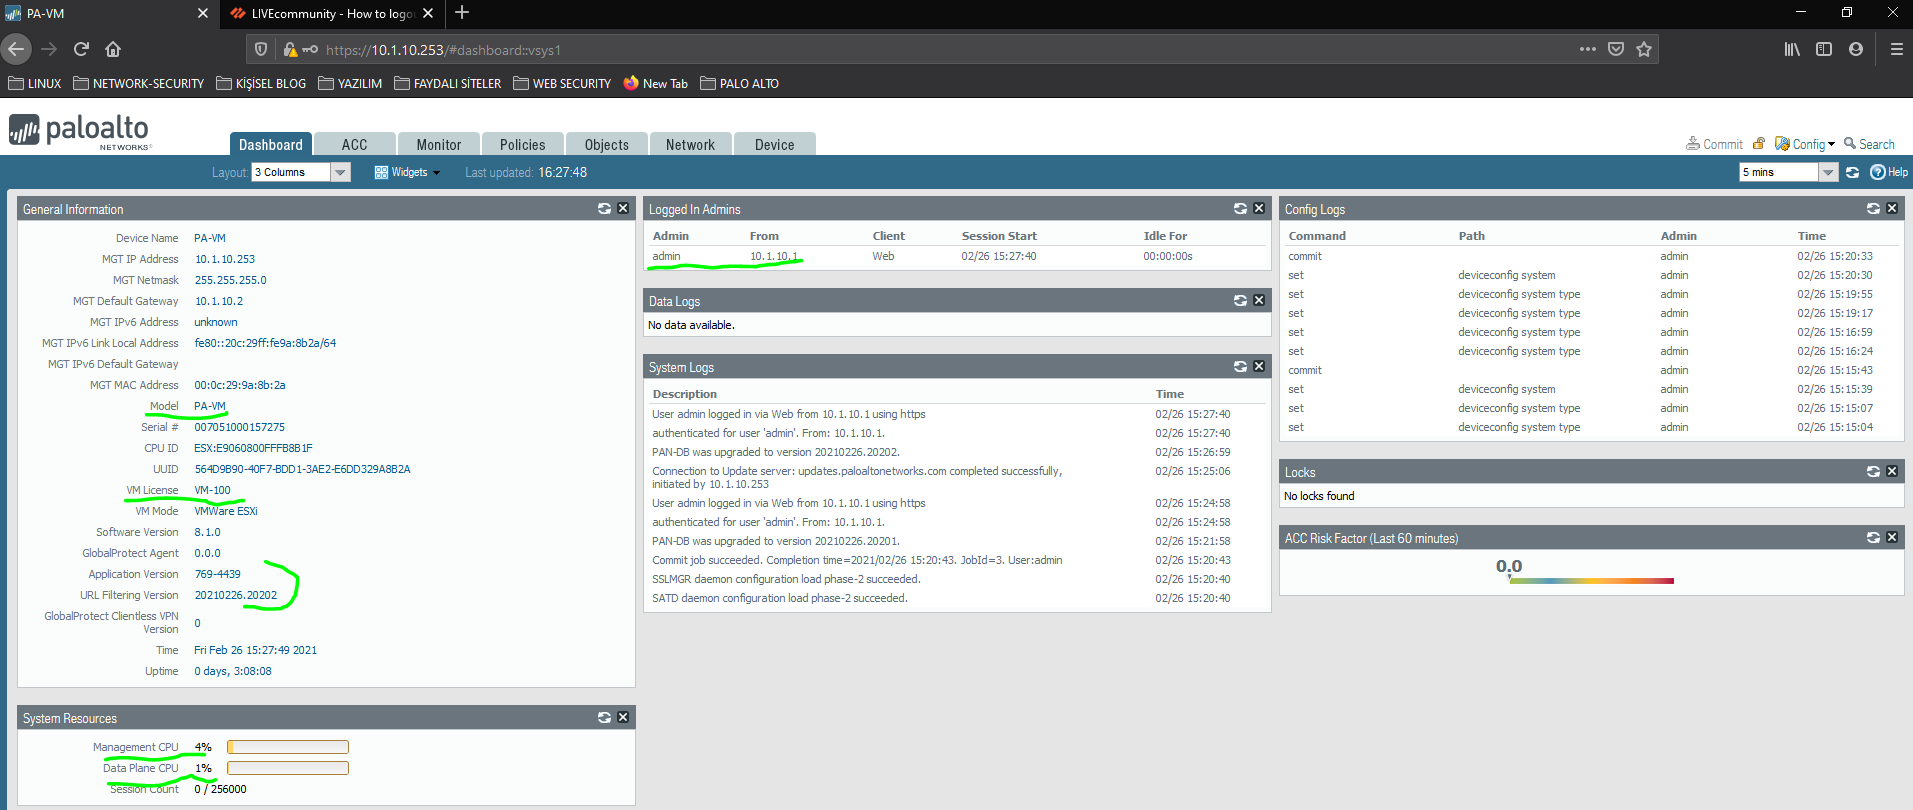 PA-VM
LIVEcommunity - How to logou
https://10.1.10.253/#dashboard::vsys1
LINUX NETWORK-SECURITY KİŞİSEL BLOG YAZILIM FAYDALI SİTELER WEB SECURITY New Tab PALO ALTO
paloalto
NETWORKS
Dashboard ACC Monitor Policies Objects Network Device
Commit Config Search
Layout: 3 Columns Widgets Last updated: 16:27:48 5 mins Help
General Information
Device Name PA-VM
MGT IP Address 10.1.10.253
MGT Netmask 255.255.255.0
MGT Default Gateway 10.1.10.2
MGT IPv6 Address unknown
MGT IPv6 Link Local Address fe80::20c:29ff:fe9a:8b2a/64
MGT IPv6 Default Gateway
MGT MAC Address 00:0c:29:9a:8b:2a
Model PA-VM
Serial # 007051000157275
CPU ID ESX:E9060800FFFB8B1F
UUID 564D9B90-40F7-BDD1-3AE2-E6DD329A8B2A
VM License VM-100
VM Mode VMWare ESXi
Software Version 8.1.0
GlobalProtect Agent 0.0.0
Application Version 769-4439
URL Filtering Version 20210226.20202
GlobalProtect Clientless VPN
Version 0
Time Fri Feb 26 15:27:49 2021
Uptime 0 days, 3:08:08
System Resources
Management CPU 4%
Data Plane CPU 1%
Session Count 0 / 256000
Logged In Admins
Admin From Client Session Start Idle For
admin 10.1.10.1 Web 02/26 15:27:40 00:00:00s
Data Logs
No data available.
System Logs
Description Time
User admin logged in via Web from 10.1.10.1 using https 02/26 15:27:40
authenticated for user 'admin'. From: 10.1.10.1. 02/26 15:27:40
PAN-DB was upgraded to version 20210226.20202. 02/26 15:26:59
Connection to Update server: updates.paloaltonetworks.com completed successfully, 02/26 15:25:06
initiated by 10.1.10.253
User admin logged in via Web from 10.1.10.1 using https 02/26 15:24:58
authenticated for user 'admin'. From: 10.1.10.1. 02/26 15:24:58
PAN-DB was upgraded to version 20210226.20201. 02/26 15:21:58
Commit job succeeded. Completion time=2021/02/26 15:20:43. JobId=3. User:admin 02/26 15:20:43
SSLMGR daemon configuration load phase-2 succeeded. 02/26 15:20:40
SATD daemon configuration load phase-2 succeeded. 02/26 15:20:40
Config Logs
Command Path Admin Time
commit admin 02/26 15:20:33
set deviceconfig system admin 02/26 15:20:30
set deviceconfig system type admin 02/26 15:19:55
set deviceconfig system type admin 02/26 15:19:17
set deviceconfig system type admin 02/26 15:16:59
set deviceconfig system type admin 02/26 15:16:24
commit admin 02/26 15:15:43
set deviceconfig system admin 02/26 15:15:39
set deviceconfig system type admin 02/26 15:15:07
set deviceconfig system type admin 02/26 15:15:04
Locks
No locks found
ACC Risk Factor (Last 60 minutes)
0.0